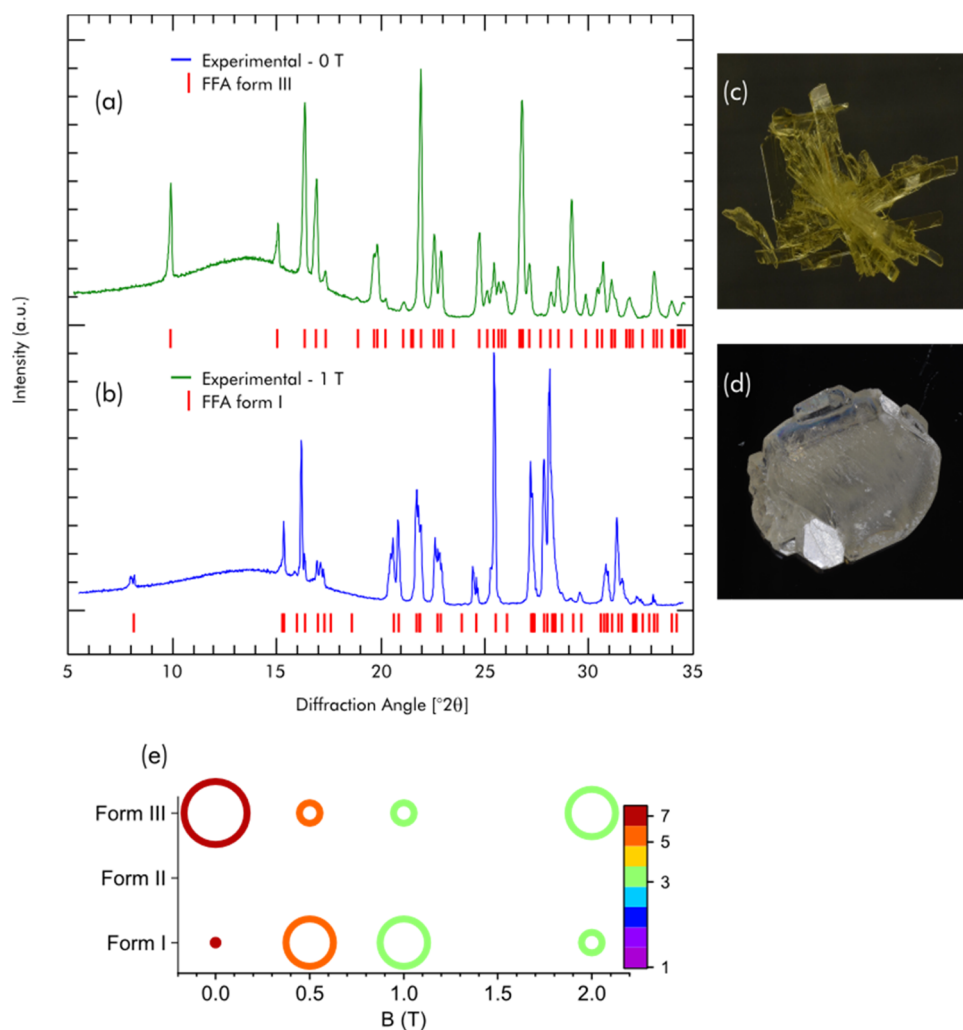 Experimental - 0 T
FFA form III
(a)
(c)
Intensity (a.u.)
Experimental - 1 T
FFA form I
(b)
(d)
5 10 15 20 25 30 35
Diffraction Angle [°2θ]
(e)
Form III
Form II
Form I
7
5
3
1
0.0 0.5 1.0 1.5 2.0
B (T)